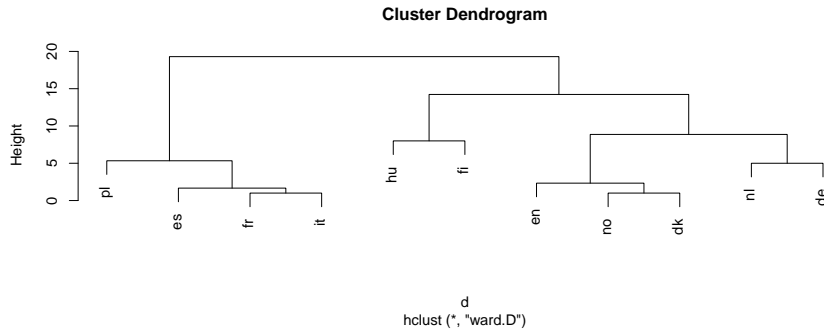 Cluster Dendrogram
Height
20
15
10
5
0
pl
es
fr
it
hu
fi
en
no
dk
nl
de
d
hclust (*, "ward.D")